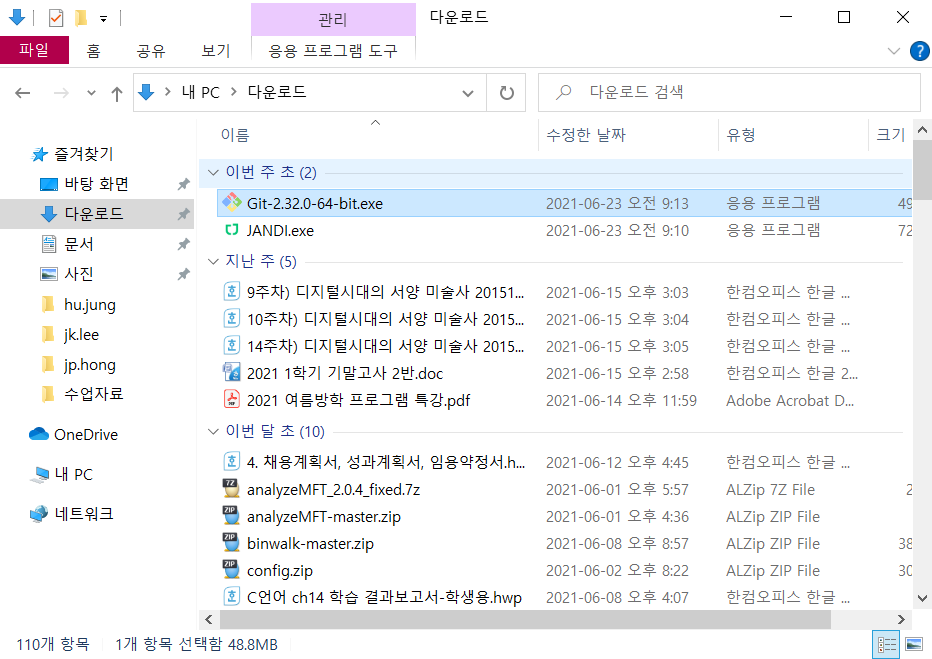 관리
다운로드
파일 홈 공유 보기 응용 프로그램 도구
내 PC 다운로드
다운로드 검색
이름 수정한 날짜 유형 크기
즐겨찾기
바탕 화면
다운로드
문서
사진
hu.jung
jk.lee
jp.hong
수업자료
OneDrive
내 PC
네트워크
이번 주 초 (2)
Git-2.32.0-64-bit.exe 2021-06-23 오전 9:13 응용 프로그램 49
JANDI.exe 2021-06-23 오전 9:10 응용 프로그램 72
지난 주 (5)
9주차) 디지털시대의 서양 미술사 20151... 2021-06-15 오후 3:03 한컴오피스 한글 ...
10주차) 디지털시대의 서양 미술사 2015... 2021-06-15 오후 3:04 한컴오피스 한글 ...
14주차) 디지털시대의 서양 미술사 2015... 2021-06-15 오후 3:05 한컴오피스 한글 ...
2021 1학기 기말고사 2반.doc 2021-06-15 오후 2:58 한컴오피스 한글 2...
2021 여름방학 프로그램 특강.pdf 2021-06-14 오후 11:59 Adobe Acrobat D...
이번 달 초 (10)
4. 채용계획서, 성과계획서, 임용약정서.h... 2021-06-12 오후 4:45 한컴오피스 한글 ...
analyzeMFT_2.0.4_fixed.7z 2021-06-01 오후 5:57 ALZip 7Z File 2
analyzeMFT-master.zip 2021-06-01 오후 4:36 ALZip ZIP File
binwalk-master.zip 2021-06-08 오후 8:57 ALZip ZIP File 38
config.zip 2021-06-02 오후 8:22 ALZip ZIP File 30
C언어 ch14 학습 결과보고서-학생용.hwp 2021-06-08 오후 4:07 한컴오피스 한글 ...
110개 항목 1개 항목 선택함 48.8MB